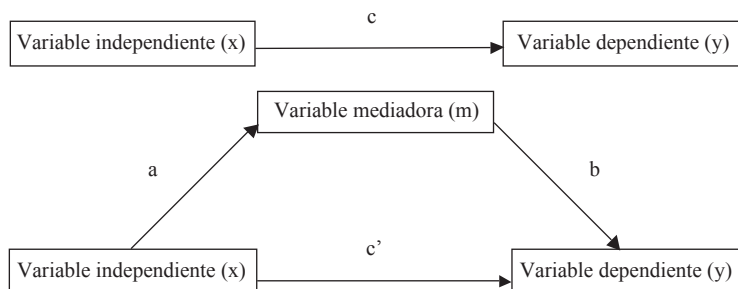 c
Variable independiente (x)
Variable dependiente (y)
Variable mediadora (m)
a
b
c’
Variable independiente (x)
Variable dependiente (y)